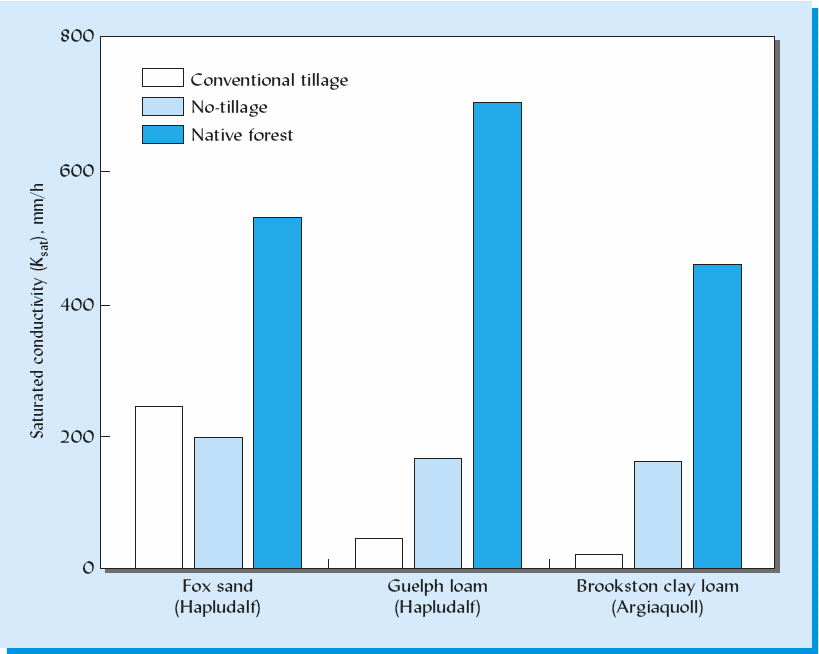 800
600
400
200
0
Saturated conductivity (Ksat), mm/h
Conventional tillage
No-tillage
Native forest
Fox sand
(Hapludalf)
Guelph loam
(Hapludalf)
Brookston clay loam
(Argiaquoll)